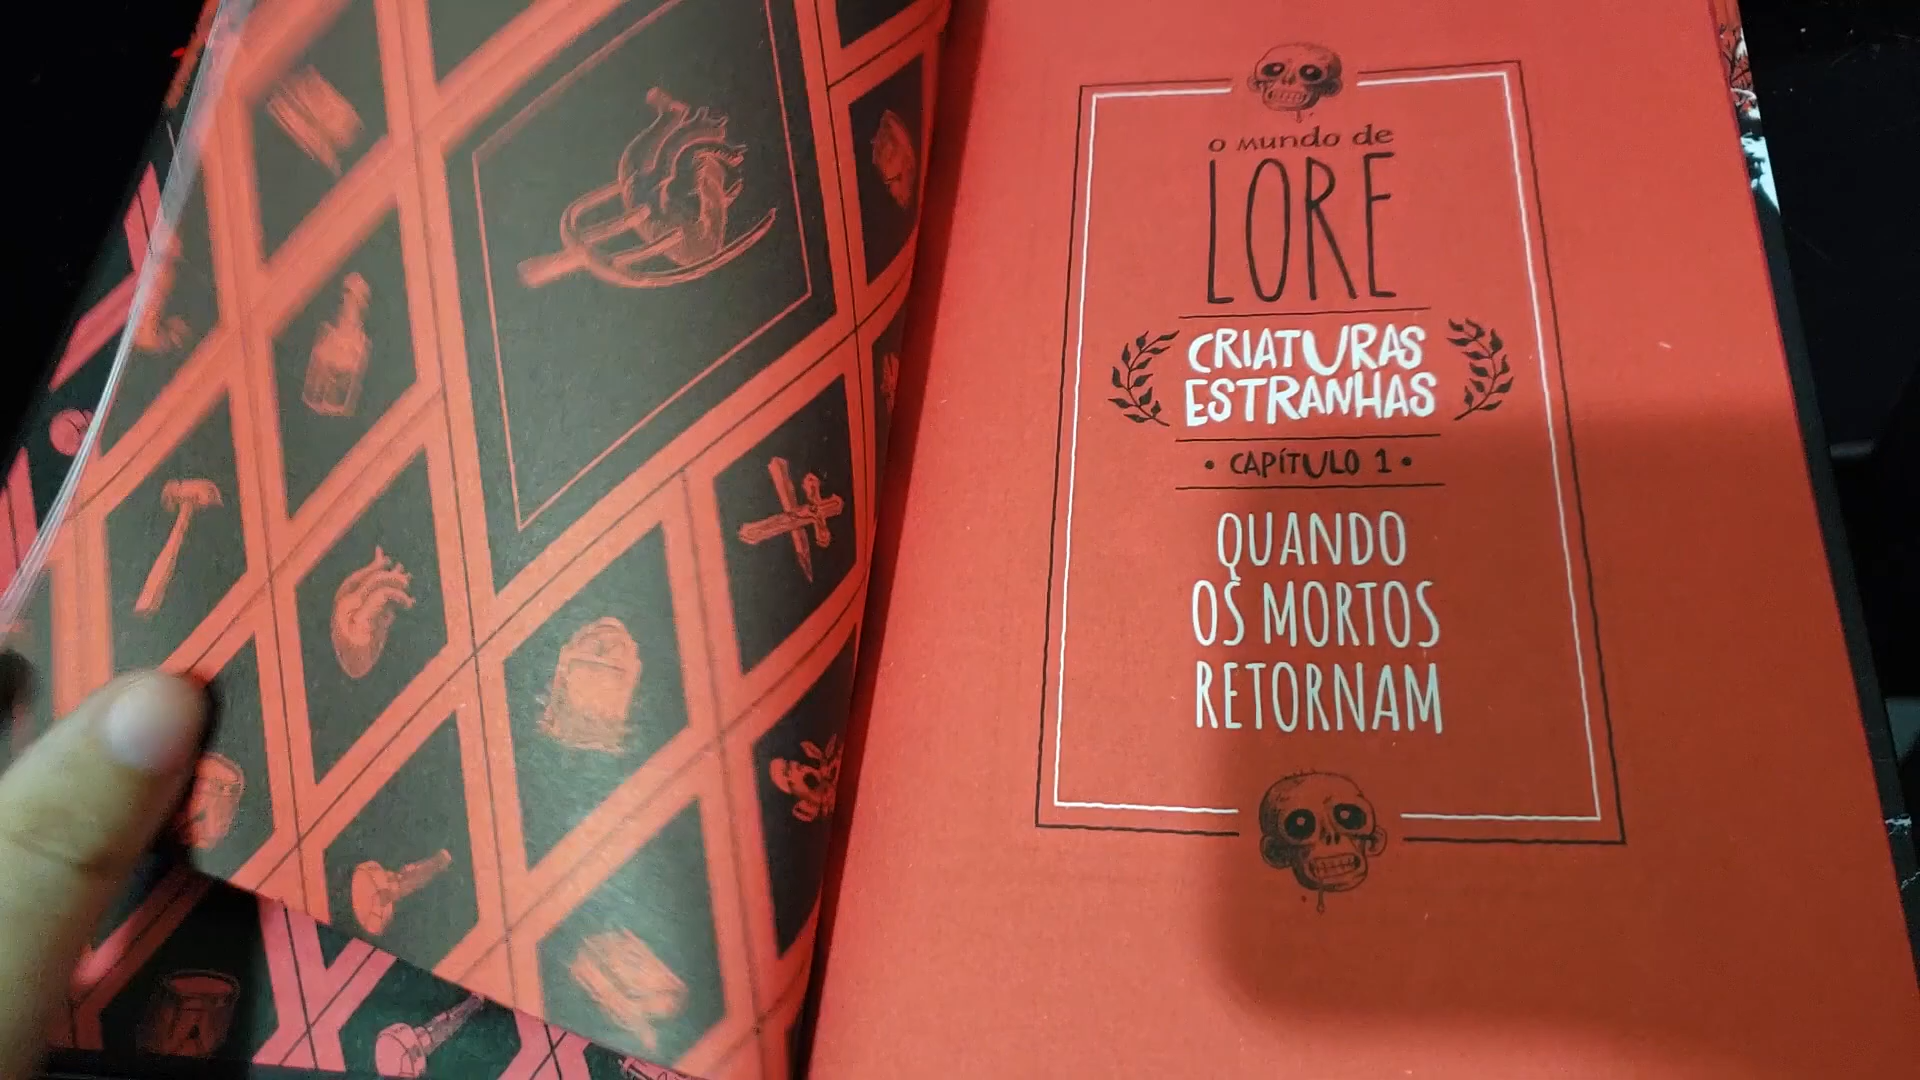 o mundo de
LORE
CRIATURAS
ESTRANHAS
• CAPÍTULO 1 •
QUANDO
OS MORTOS
RETORNAM